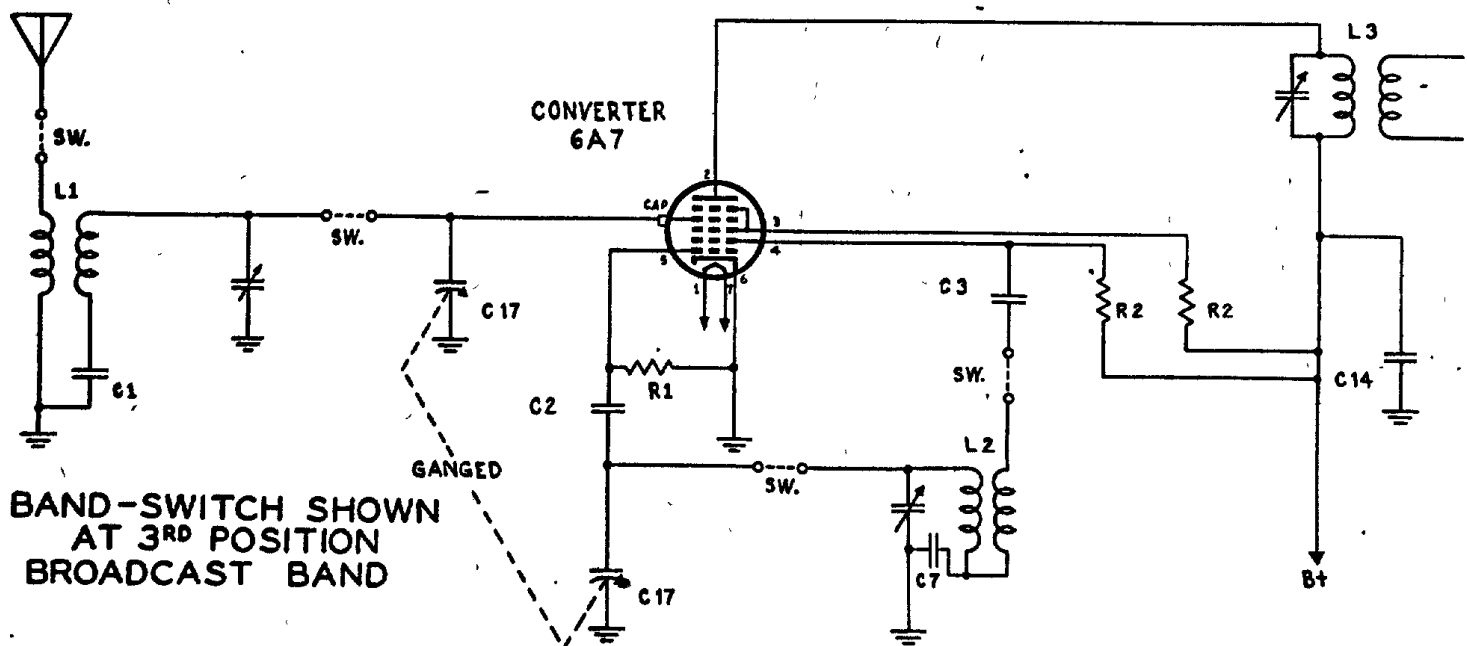 L3
CONVERTER
6A7
SW.
L1
2
CAP
3
SW.
4
5
6
1
7
C3
C17
R2
R2
C1
R1
SW.
C14
C2
L2
GANGED
SW.
BAND-SWITCH SHOWN
AT 3RD POSITION
BROADCAST BAND
C7
B+
C17